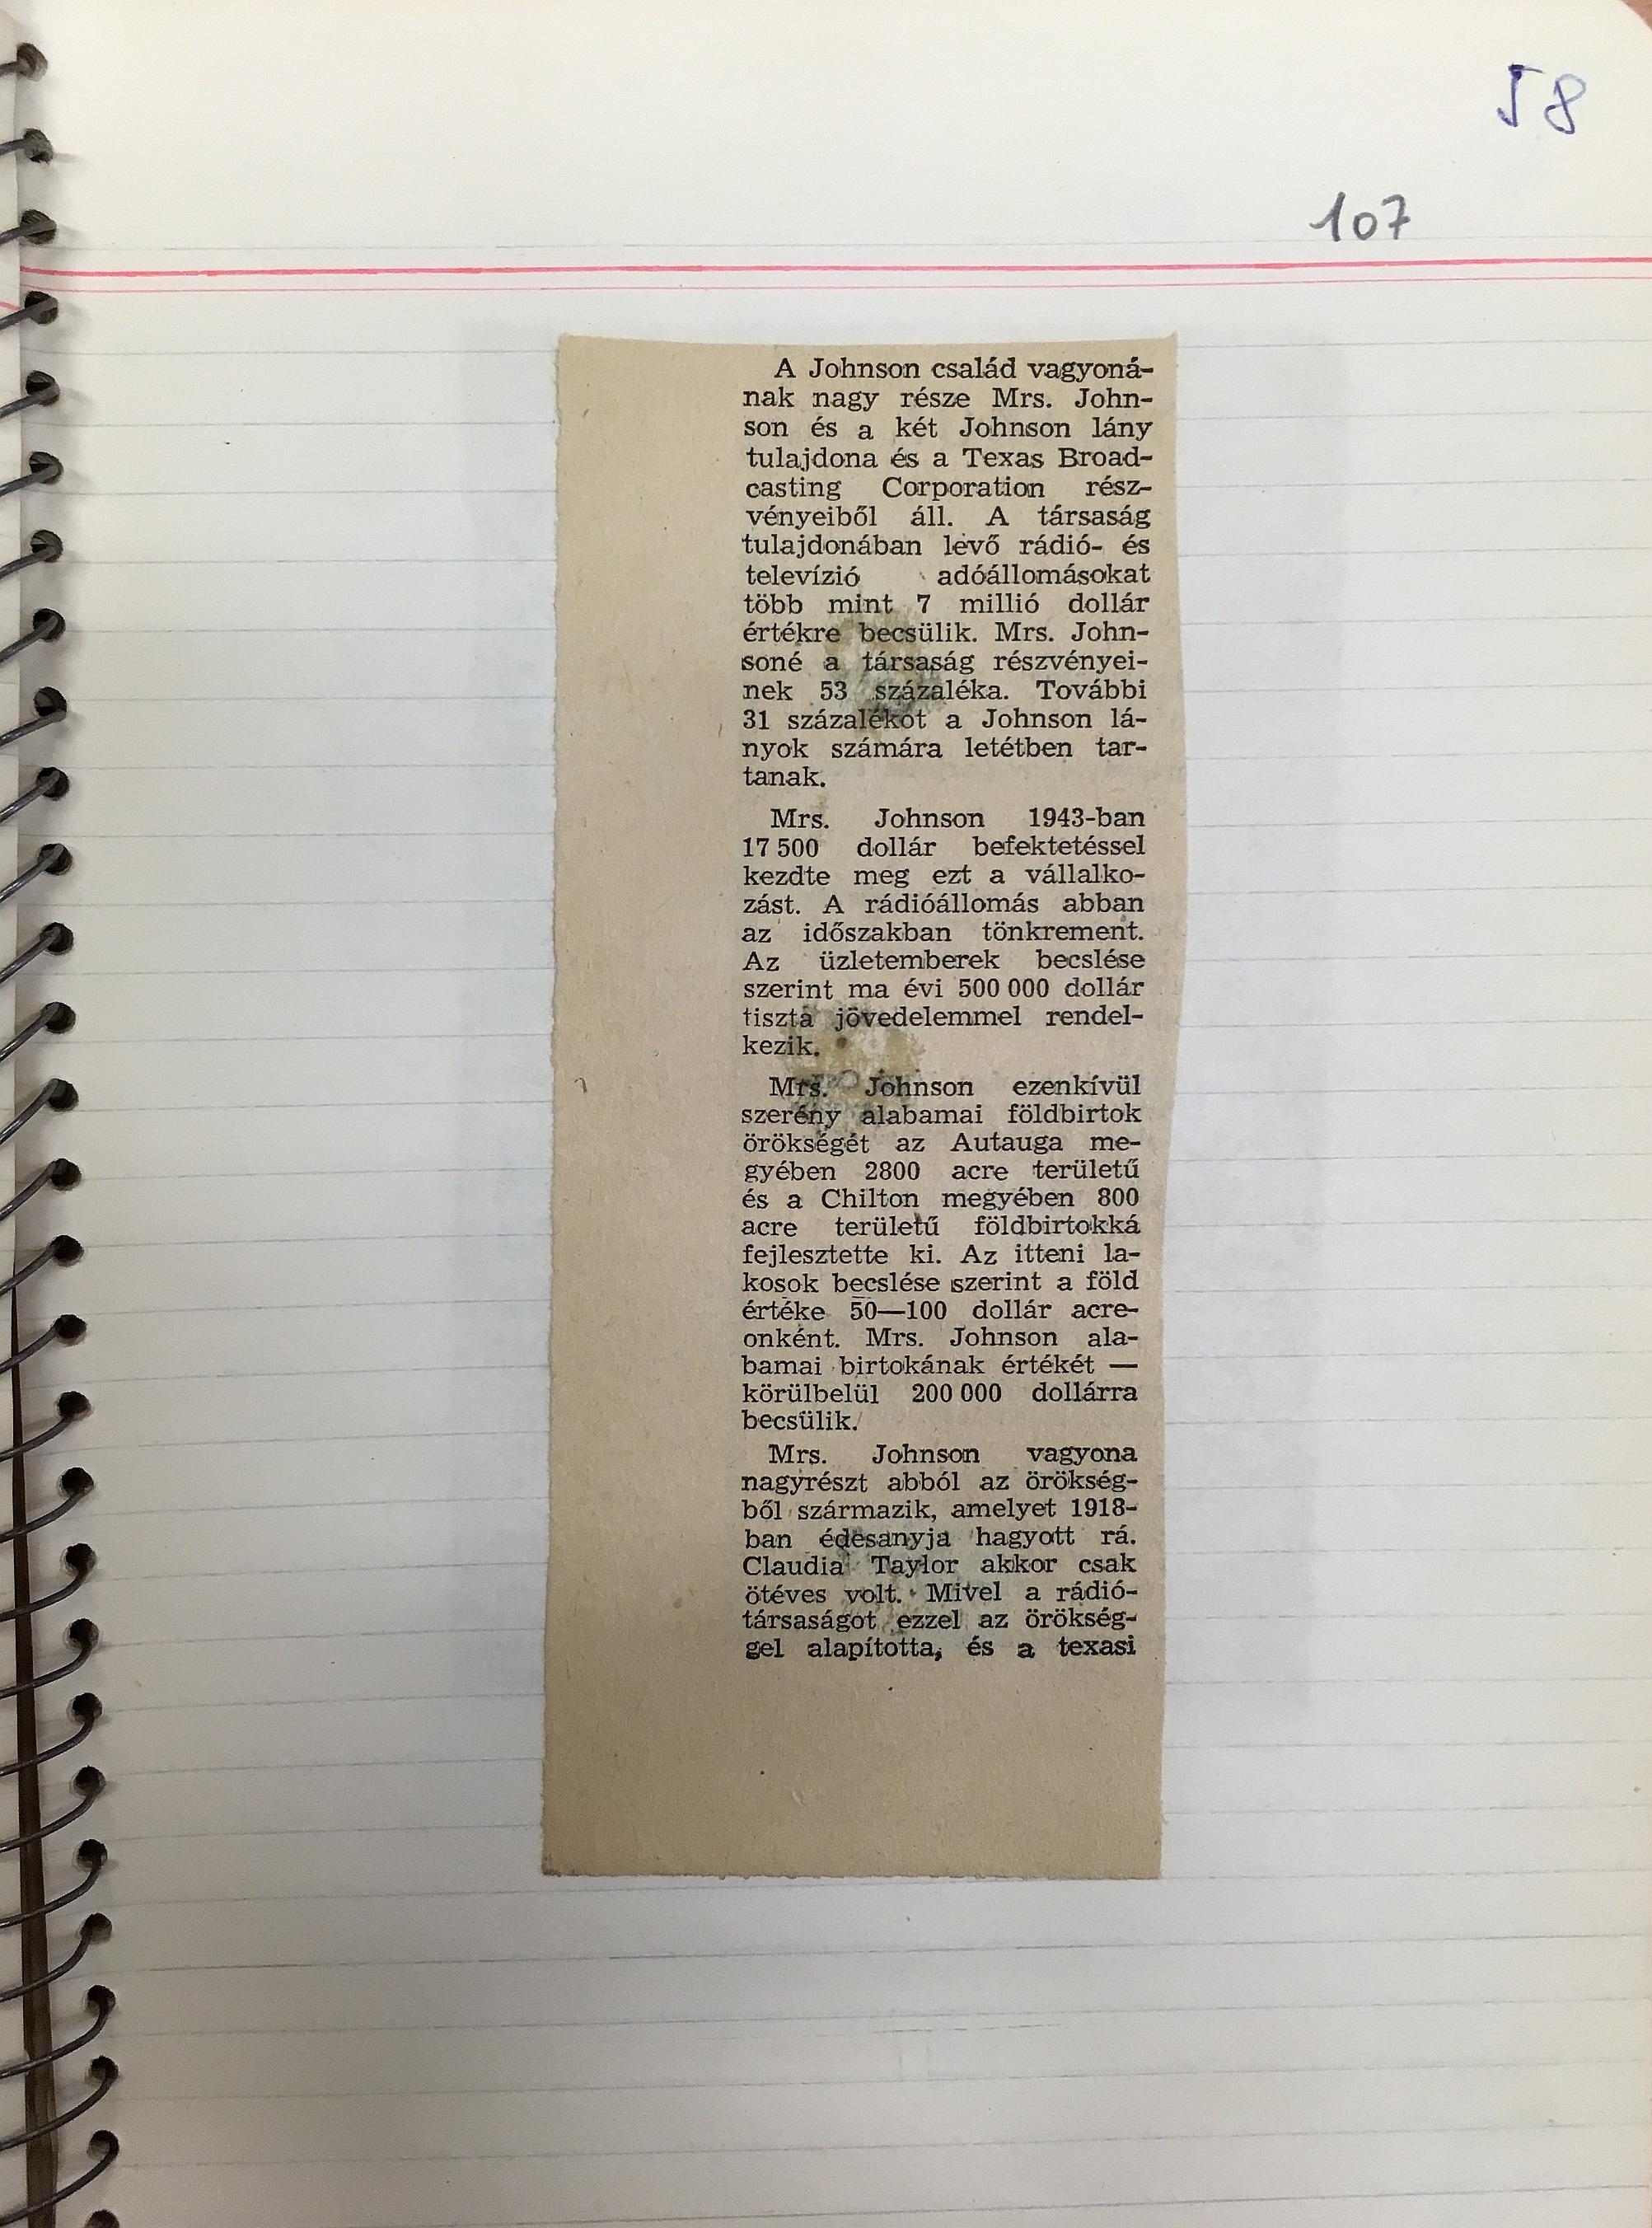 58
107
A Johnson család vagyoná-
nak nagy része Mrs. John-
son és a két Johnson lány
tulajdona és a Texas Broad-
casting Corporation rész-
vényeiből áll. A társaság
tulajdonában levő rádió- és
televízió adóállomásokat
több mint 7 millió dollár
értékre becsülik. Mrs. John-
soné a társaság részvényei-
nek 53 százaléka. További
31 százalékot a Johnson lá-
nyok számára letétben tar-
tanak.
Mrs. Johnson 1943-ban
17 500 dollár befektetéssel
kezdte meg ezt a vállalko-
zást. A rádióállomás abban
az időszakban tönkrement.
Az üzletemberek becslése
szerint ma évi 500 000 dollár
tiszta jövedelemmel rendel-
kezik.
Mrs. Johnson ezenkívül
szerény alabamai földbirtok
örökségét az Autauga me-
gyében 2800 acre területű
és a Chilton megyében 800
acre területű földbirtokká
fejlesztette ki. Az itteni la-
kosok becslése szerint a föld
értéke 50—100 dollár acre-
onként. Mrs. Johnson ala-
bamai birtokának értékét —
körülbelül 200 000 dollárra
becsülik.
Mrs. Johnson vagyona
nagyrészt abból az örökség-
ből származik, amelyet 1918-
ban édesanyja hagyott rá.
Claudia Taylor akkor csak
ötéves volt. Mivel a rádió-
társaságot ezzel az örökség-
gel alapította, és a texasi